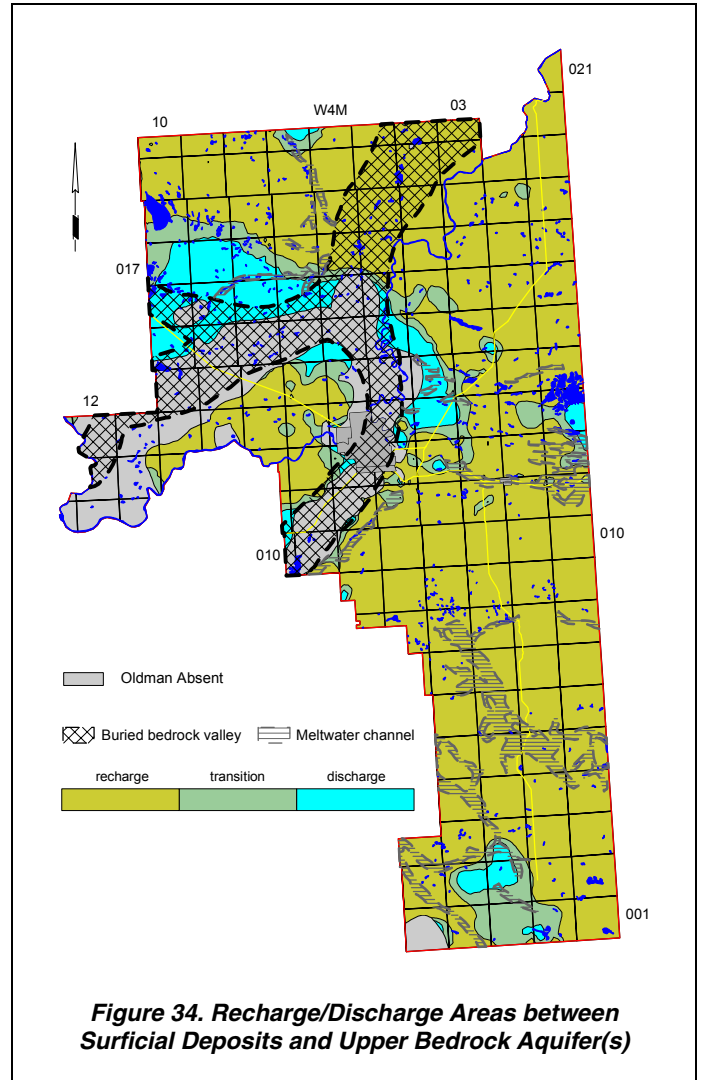 021
W4M
10
03
017
12
010
010
Oldman Absent
Buried bedrock valley
Meltwater channel
recharge
transition
discharge
001
Figure 34. Recharge/Discharge Areas between
Surficial Deposits and Upper Bedrock Aquifer(s)